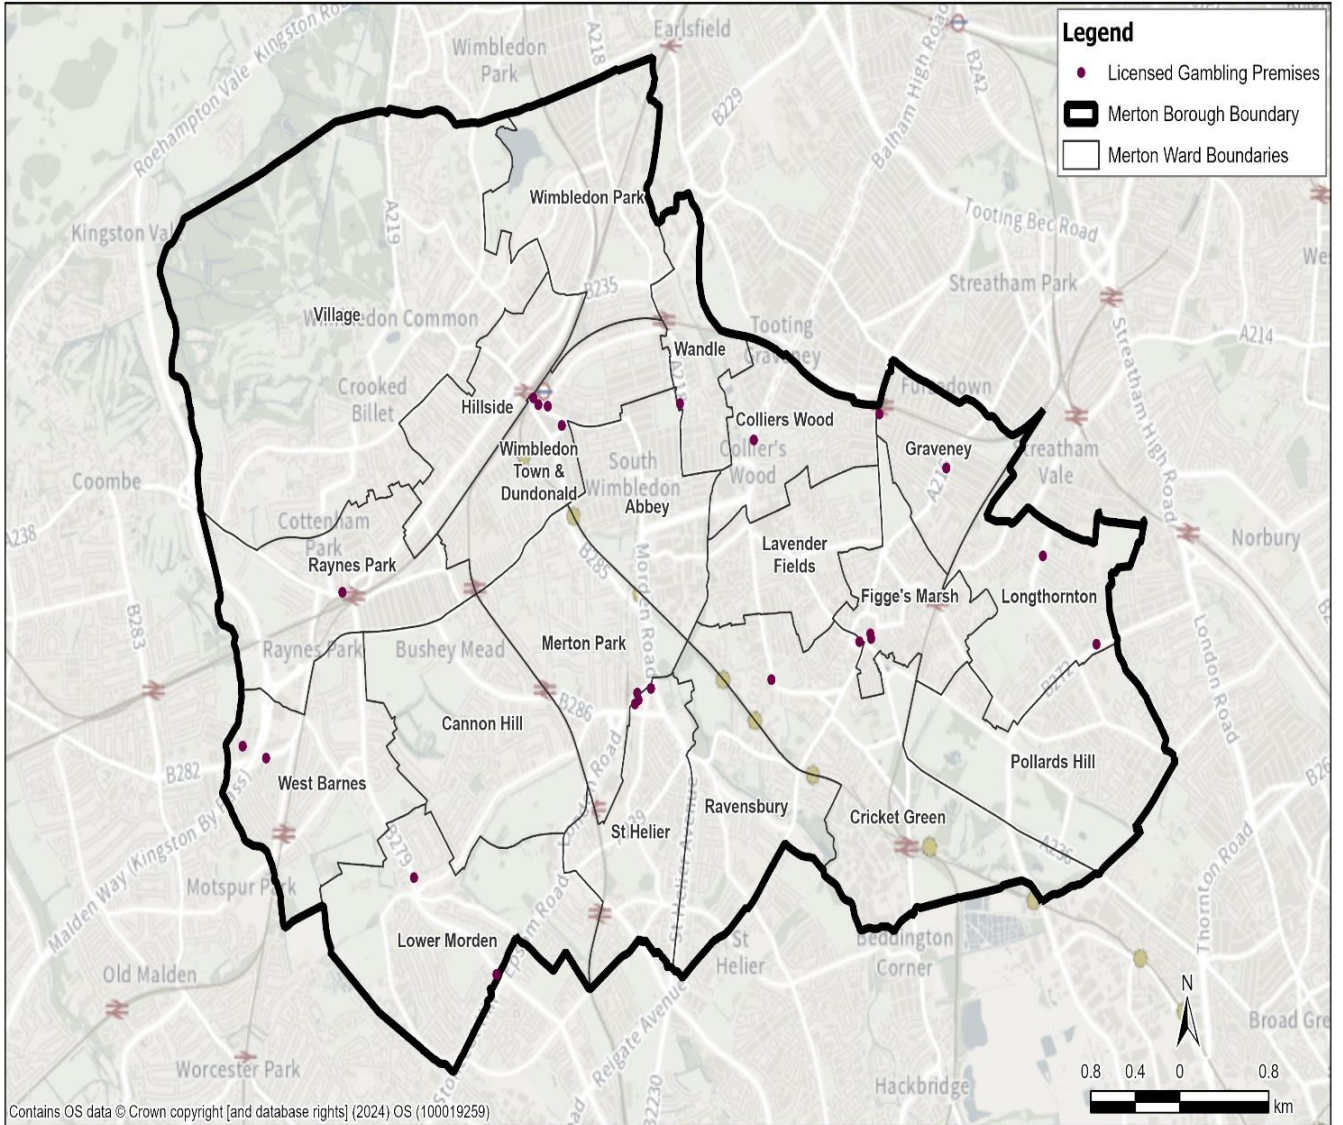 Legend
Licensed Gambling Premises
Merton Borough Boundary
Merton Ward Boundaries
Earlsfield
Wimbledon
Park
A218
Kingston
B229
Balham High Road
B242
Roehampton Vale
Wimbledon Park
A219
Tooting Bec Road
Kingston
Streatham Park
B235
Village
Wimbledon Common
Tooting
Graveney
A214
Wandle
Streatham High Road
Crooked
Billet
Hillside
Furzedown
Colliers Wood
Collier's
Wood
Graveney
Streatham
Vale
Wimbledon
Town &
Dundonald
South
Wimbledon
Abbey
Coombe
Cottenham
Park
A238
Norbury
Lavender
Fields
B285
Raynes Park
Figge's Marsh
Longthornton
B283
Morden Road
Merton Park
Raynes Park
Bushey Mead
London Road
B272
B286
Cannon Hill
Pollards Hill
B282
West Barnes
Ravensbury
Cricket Green
St Helier
B279
A236
Malden Way (Kingston By Pass)
Motspur Park
Thornton Road
Lower Morden
Epsom Road
St
Helier
Beddington
Corner
Old Malden
N
Worcester Park
Reigate Avenue
Hackbridge
B2230
0.8 0.4 0 0.8
km
Contains OS data © Crown copyright [and database rights] (2024) OS (100019259)